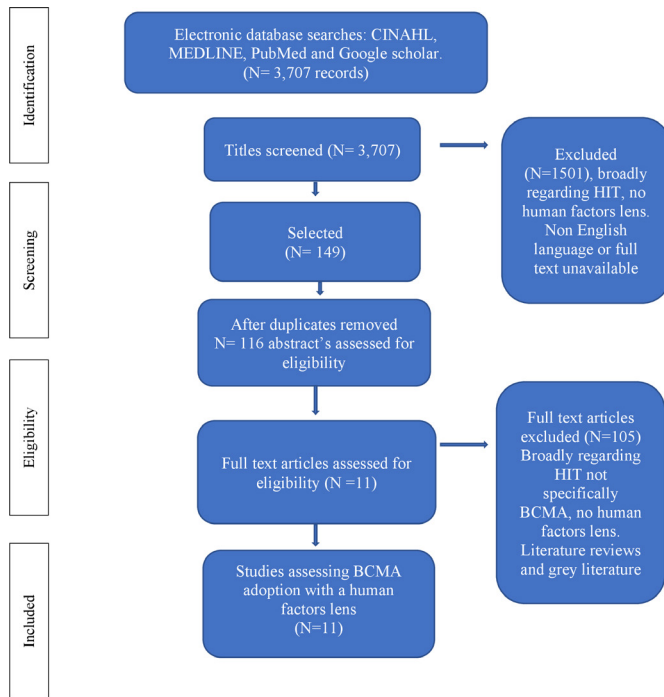 Identification
Electronic database searches: CINAHL,
MEDLINE, PubMed and Google scholar.
(N= 3,707 records)
Titles screened (N= 3,707)
Excluded
(N=1501), broadly
regarding HIT, no
human factors lens.
Non English
language or full
text unavailable
Screening
Selected
(N= 149)
After duplicates removed
N= 116 abstract’s assessed for
eligibility
Eligibility
Full text articles assessed for
eligibility (N =11)
Full text articles
excluded (N=105)
Broadly regarding
HIT not
specifically
BCMA, no human
factors lens.
Literature reviews
and grey literature
Included
Studies assessing BCMA
adoption with a human
factors lens
(N=11)